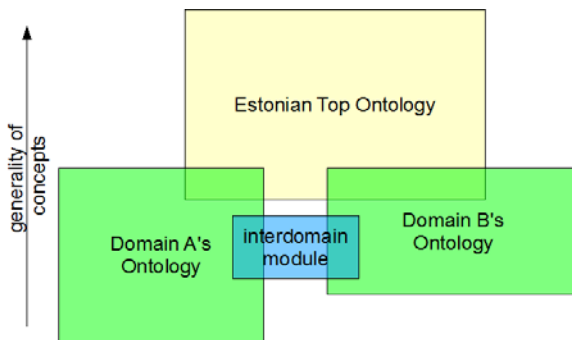 Estonian Top Ontology
generality of
concepts
Domain A's
Ontology
interdomain
module
Domain B's
Ontology